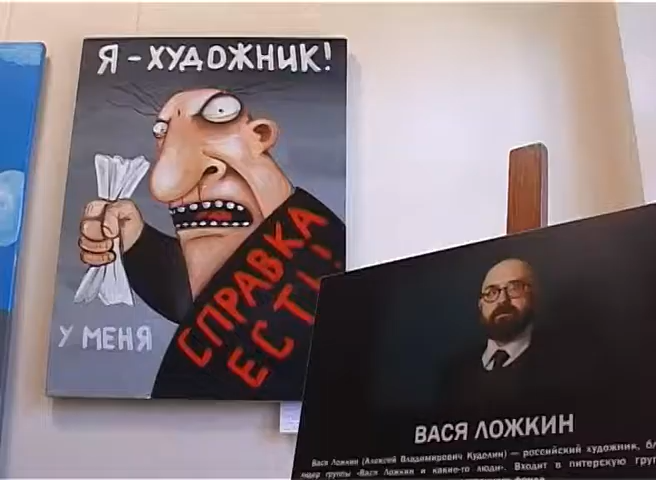 Я - ХУДОЖНИК!
У МЕНЯ
СПРАВКА
ЕСТЬ!
ВАСЯ ЛОЖКИН
Вася Ложкин (Алексей Владимирович Куделин) — российский художник,
лидер группы «Вася Ложкин и какие-то люди». Входит в питерскую